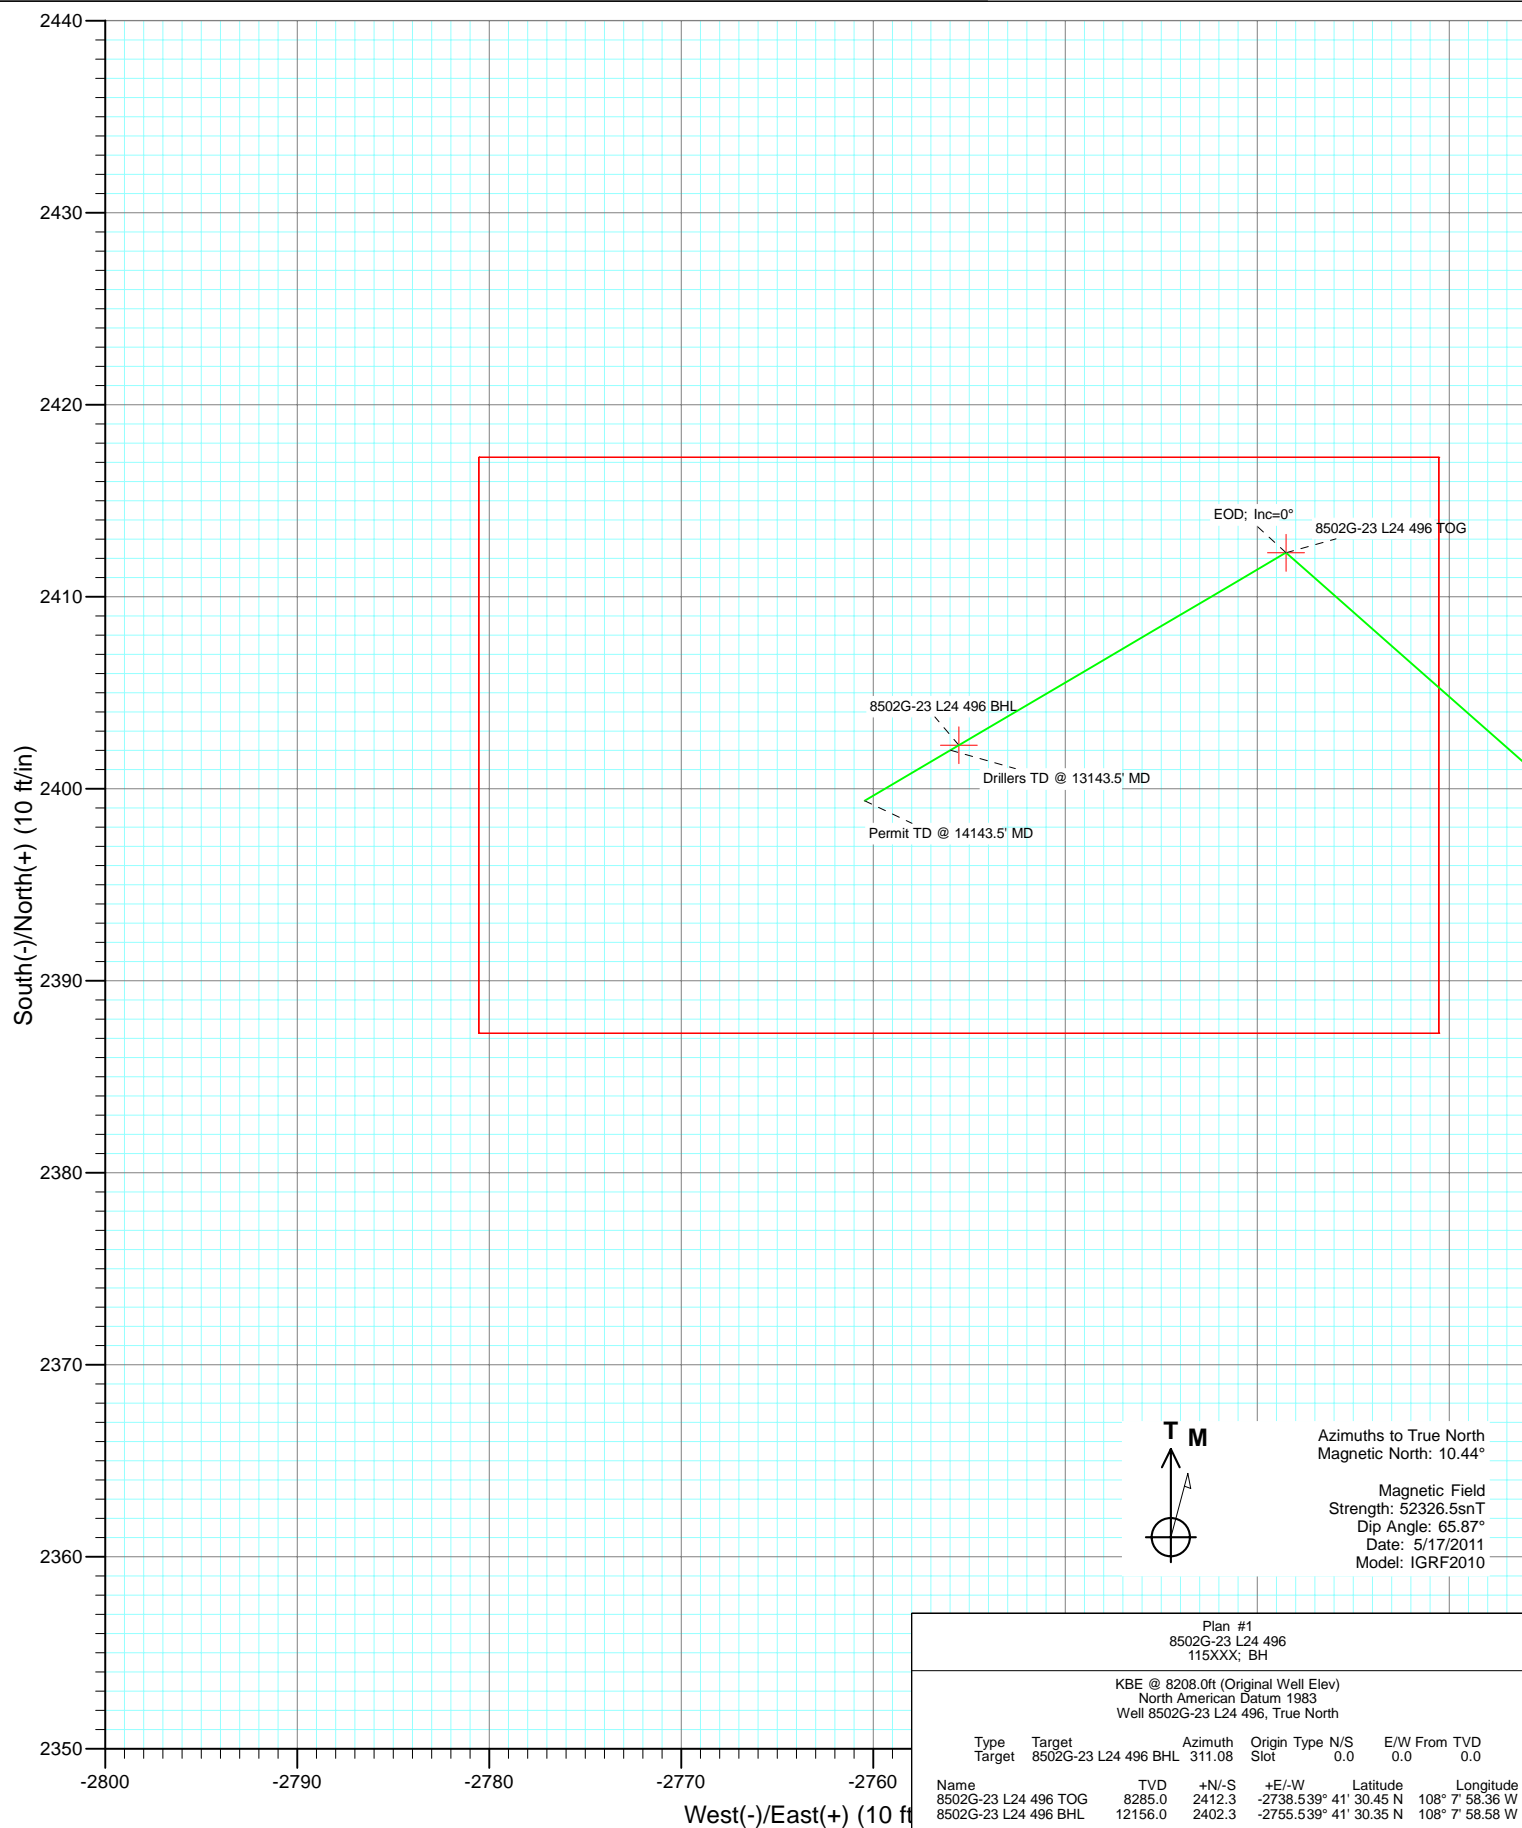 2440
2430
2420
2410
2400
2390
2380
2370
2360
2350
South(-)/North(+) (10 ft/in)
EOD; Inc=0°
8502G-23 L24 496 TOG
8502G-23 L24 496 BHL
Drillers TD @ 13143.5' MD
Permit TD @ 14143.5' MD
T M
Azimuths to True North
Magnetic North: 10.44°
Magnetic Field
Strength: 52326.5snT
Dip Angle: 65.87°
Date: 5/17/2011
Model: IGRF2010
-2800 -2790 -2780 -2770 -2760
West(-)/East(+) (10 ft
Plan #1
8502G-23 L24 496
115XXX; BH
KBE @ 8208.0ft (Original Well Elev)
North American Datum 1983
Well 8502G-23 L24 496, True North
Type Target Azimuth Origin Type N/S E/W From TVD
Target 8502G-23 L24 496 BHL 311.08 Slot 0.0 0.0 0.0
Name TVD +N/-S +E/-W Latitude Longitude
8502G-23 L24 496 TOG 8285.0 2412.3 -2738.5 39° 41' 30.45 N 108° 7' 58.36 W
8502G-23 L24 496 BHL 12156.0 2402.3 -2755.5 39° 41' 30.35 N 108° 7' 58.58 W